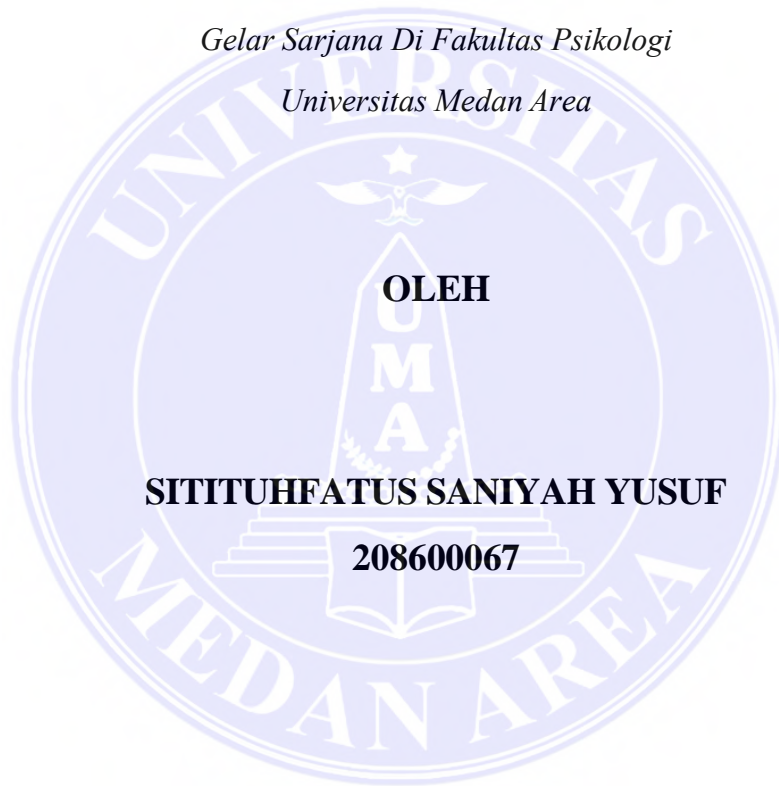 Gelar Sarjana Di Fakultas Psikologi
Universitas Medan Area
UNIVERSITAS
OLEH
UMA
SITITUHFATUS SANIYAH YUSUF
208600067
MEDAN AREA